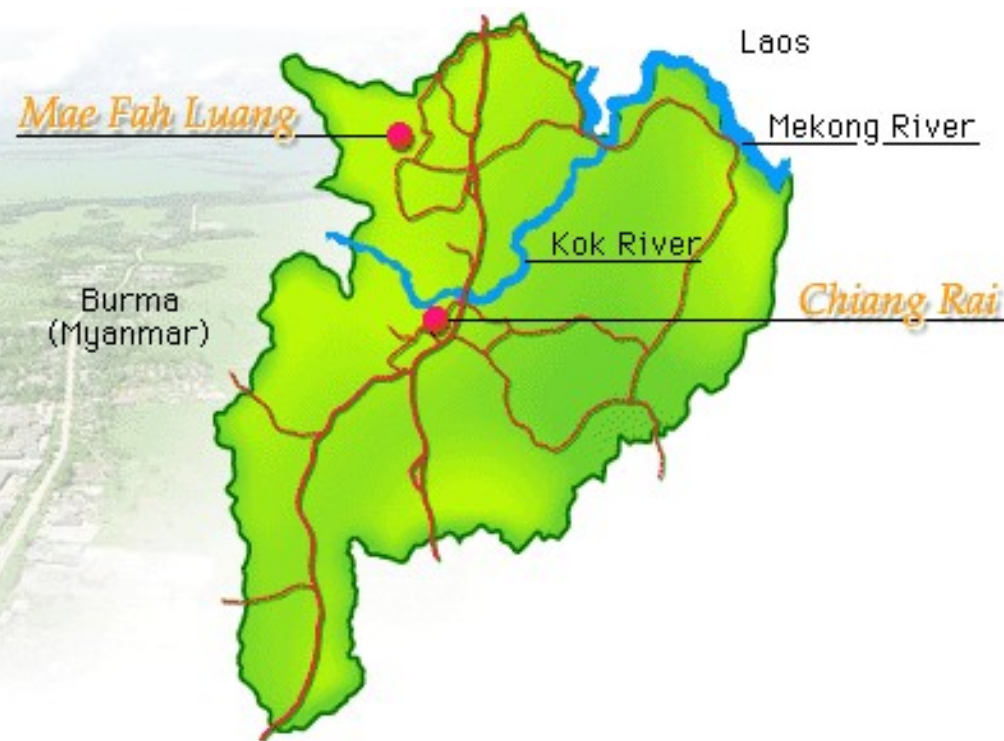 Laos
Mae Fah Luang
Mekong River
Kok River
Burma
(Myanmar)
Chiang Rai